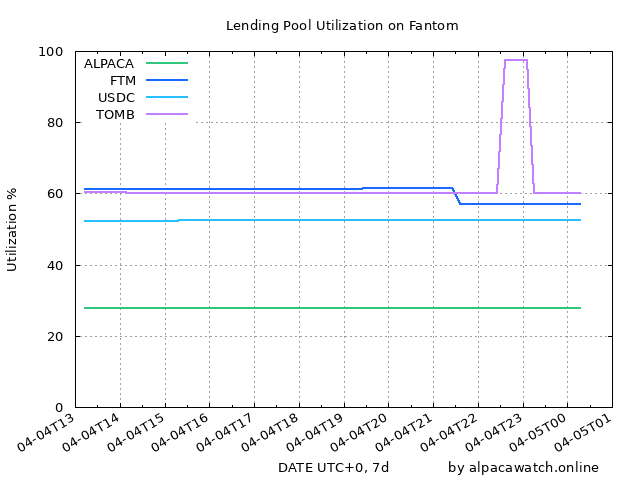 Lending Pool Utilization on Fantom
100
80
60
40
20
0
Utilization %
ALPACA
FTM
USDC
TOMB
04-04T13
04-04T14
04-04T15
04-04T16
04-04T17
04-04T18
04-04T19
04-04T20
04-04T21
04-04T22
04-04T23
04-05T00
04-05T01
DATE UTC+0, 7d
by alpacawatch.online